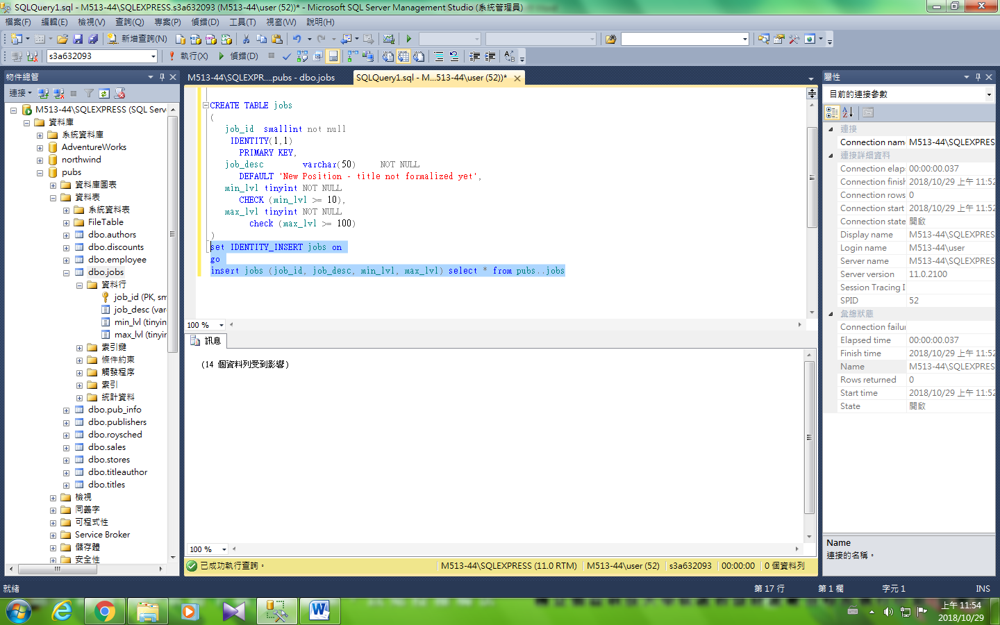 SQLQuery1.sql - M513-44\SQLEXPRESS.s3a632093 (M513-44\user (52))* - Microsoft SQL Server Management Studio (系統管理員)
檔案(F) 編輯(E) 檢視(V) 查詢(Q) 專案(P) 偵錯(D) 工具(T) 視窗(W) 說明(H)
新增查詢(N)
s3a632093 執行(X) 偵錯(D)
物件總管
連接
M513-44\SQLEXPRESS (SQL Serv
資料庫
系統資料庫
AdventureWorks
northwind
pubs
資料庫圖表
資料表
系統資料表
FileTable
dbo.authors
dbo.discounts
dbo.employee
dbo.jobs
資料行
job_id (PK, sm
job_desc (var
min_lvl (tinyin
max_lvl (tinyir
索引鍵
條件約束
觸發程序
索引
統計資料
dbo.pub_info
dbo.publishers
dbo.roysched
dbo.sales
dbo.stores
dbo.titleauthor
dbo.titles
檢視
同義字
可程式性
Service Broker
儲存體
安全性
M513-44\SQLEXPR....pubs - dbo.jobs SQLQuery1.sql - M...513-44\user (52))*
CREATE TABLE jobs
(
job_id smallint not null
IDENTITY(1,1)
PRIMARY KEY,
job_desc varchar(50) NOT NULL
DEFAULT 'New Position - title not formalized yet',
min_lvl tinyint NOT NULL
CHECK (min_lvl >= 10),
max_lvl tinyint NOT NULL
check (max_lvl >= 100)
)
set IDENTITY_INSERT jobs on
go
insert jobs (job_id, job_desc, min_lvl, max_lvl) select * from pubs..jobs
100 %
訊息
(14 個資料列受到影響)
100 %
已成功執行查詢。 M513-44\SQLEXPRESS (11.0 RTM) M513-44\user (52) s3a632093 00:00:00 0 個資料列
屬性
目前的連接參數
連接
Connection name M513-44\SQLEXPRES
連接詳細資料
Connection elap 00:00:00.037
Connection finish 2018/10/29 上午 11:52
Connection rows 0
Connection start 2018/10/29 上午 11:52
Connection state 開啟
Display name M513-44\SQLEXPRES
Login name M513-44\user
Server name M513-44\SQLEXPRES
Server version 11.0.2100
Session Tracing I
SPID 52
彙總狀態
Connection failur
Elapsed time 00:00:00.037
Finish time 2018/10/29 上午 11:52
Name M513-44\SQLEXPRES
Rows returned 0
Start time 2018/10/29 上午 11:52
State 開啟
Name
連接的名稱。
就緒 第 17 行 第 1 欄 字元 1 INS
上午 11:54
2018/10/29